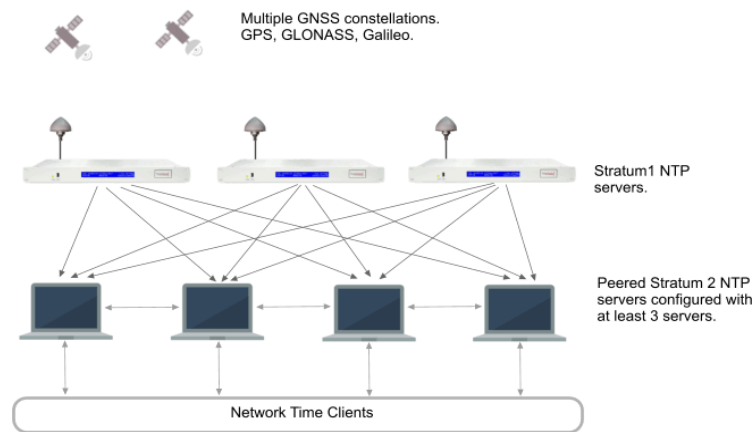 Multiple GNSS constellations.
GPS, GLONASS, Galileo.
Stratum1 NTP
servers.
Peered Stratum 2 NTP
servers configured with
at least 3 servers.
Network Time Clients